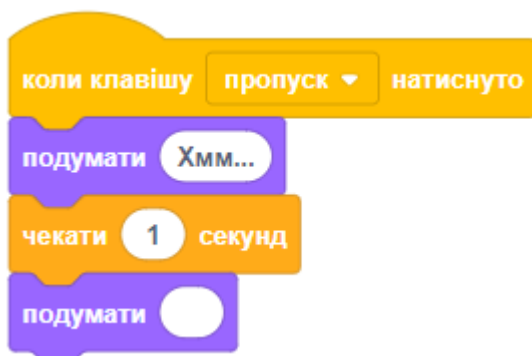 коли клавішу пропуск натиснуто
подумати Хмм...
чекати 1 секунд
подумати